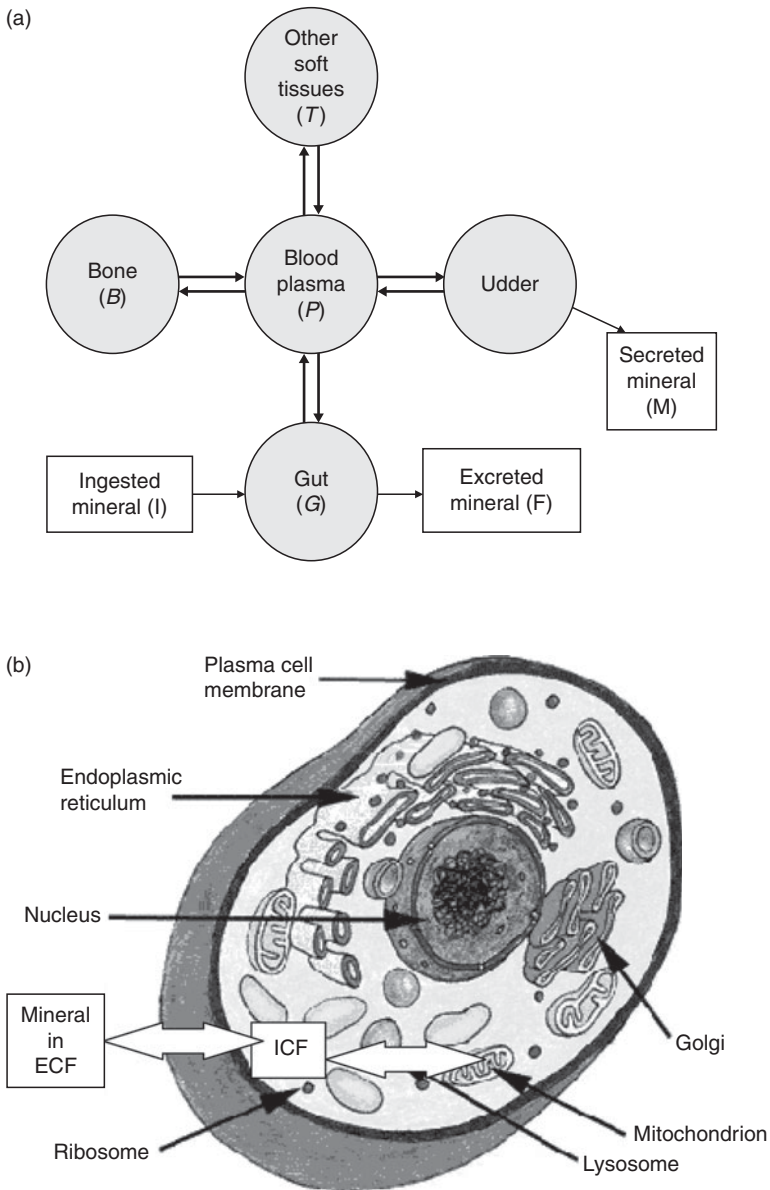 (a)
Other
soft
tissues
(T)
Bone
(B)
Blood
plasma
(P)
Udder
Secreted
mineral
(M)
Ingested
mineral (I)
Gut
(G)
Excreted
mineral (F)
(b)
Plasma cell
membrane
Endoplasmic
reticulum
Nucleus
Mineral
in
ECF
ICF
Golgi
Ribosome
Mitochondrion
Lysosome